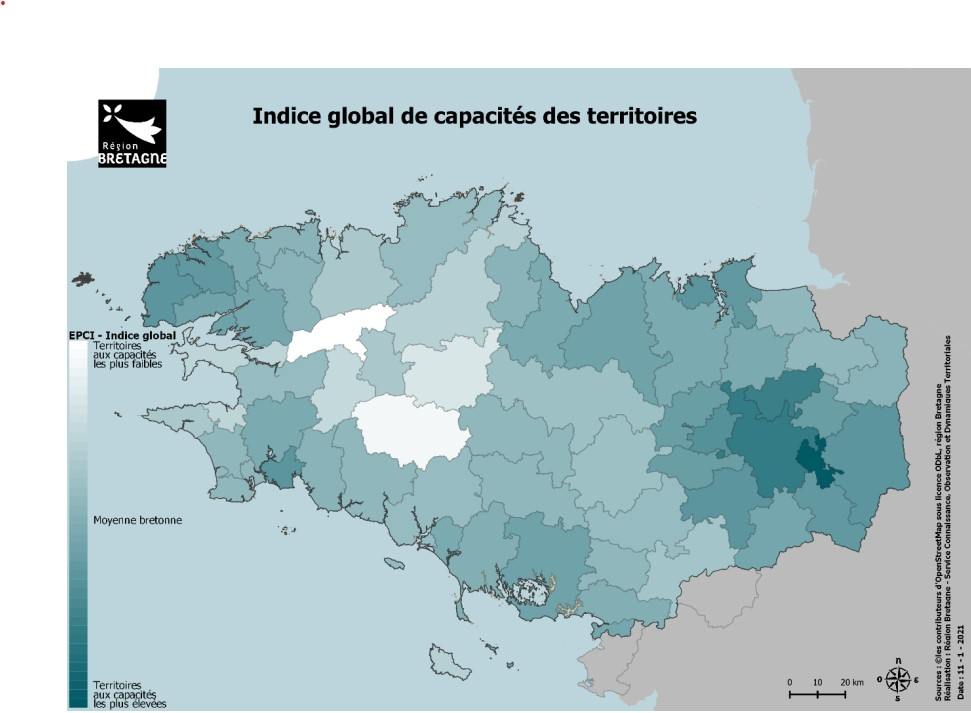 Indice global de capacités des territoires
Région
BRETAGNE
EPCI - Indice global
Territoires
aux capacités
les plus faibles
Moyenne bretonne
Territoires
aux capacités
les plus élevées
0 10 20 km
n
o e
s
Sources : ©les contributeurs d'OpenStreetMap sous licence ODbL, région Bretagne
Réalisation : Région Bretagne - Service Connaissance, Observation et Dynamiques Territoriales
Date : 11 - 1 - 2021